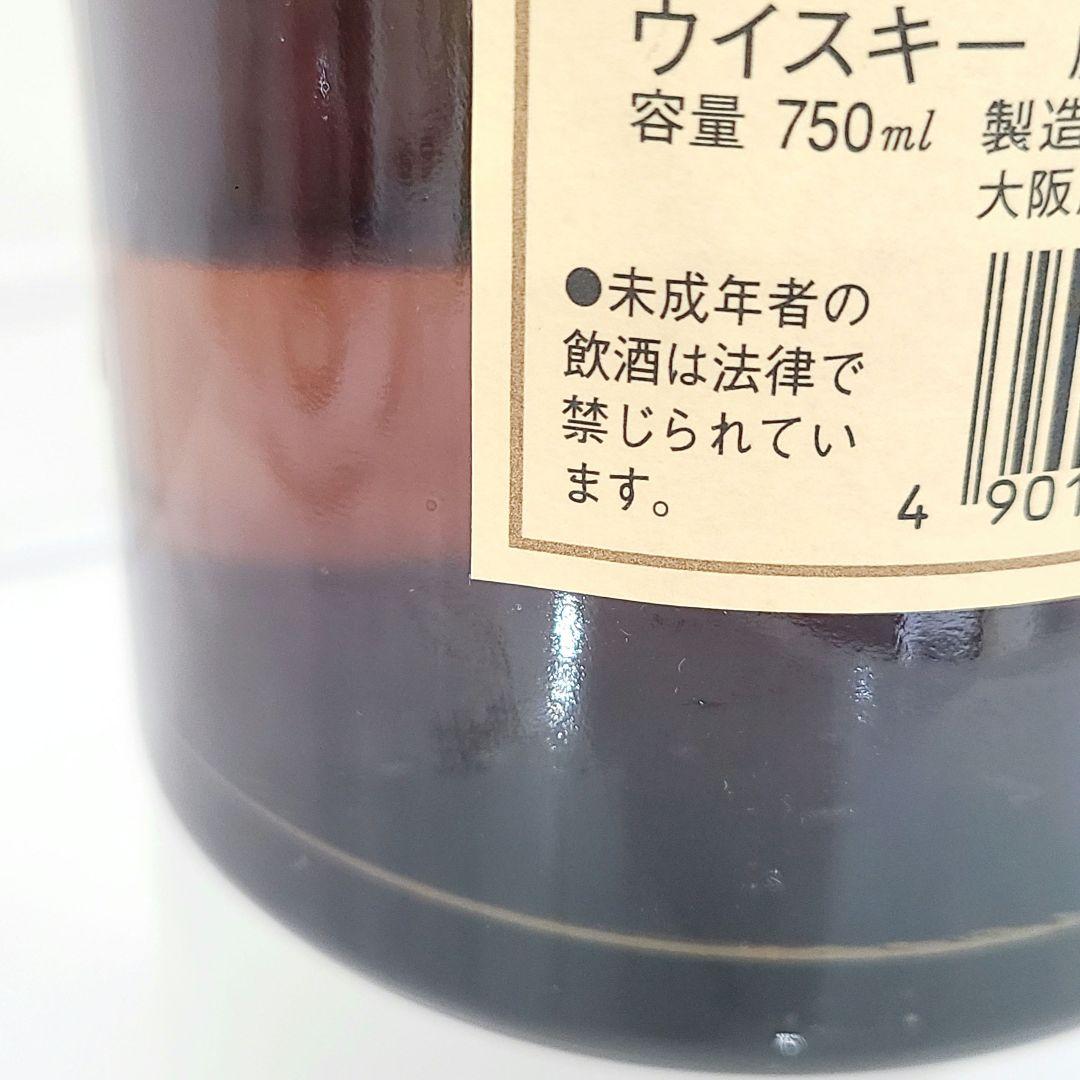 ウイスキー
容量 750ml 製造
大阪
●未成年者の
飲酒は法律で
禁じられてい
ます。
4 901